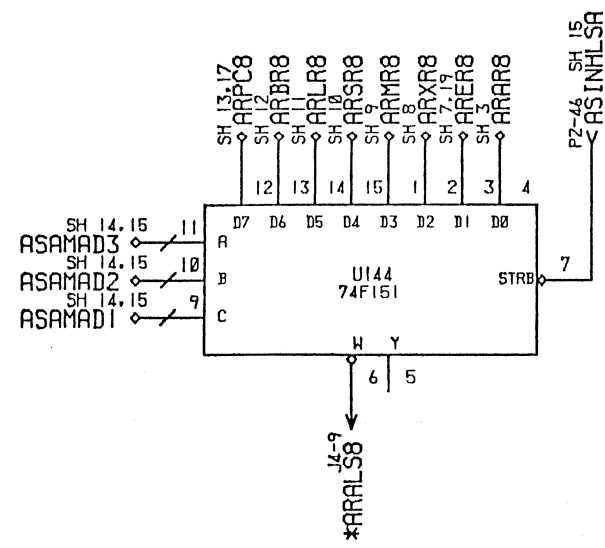 SH 13,17
ARPC8
SH 12
ARBR8
SH 11
ARLR8
SH 10
ARSR8
SH 9
ARMR8
SH 8
ARXR8
SH 7,19
ARER8
SH 3
ARAR8
P2-46 SH 15
ASINHLSA
12 13 14 15 1 2 3 4
D7 D6 D5 D4 D3 D2 D1 D0
SH 14,15 11
ASAMAD3 A
SH 14,15 10
ASAMAD2 B
SH 14,15 9
ASAMAD1 C
U144
74F151
STRB 7
W Y
6 5
J4-9
*ARALS8